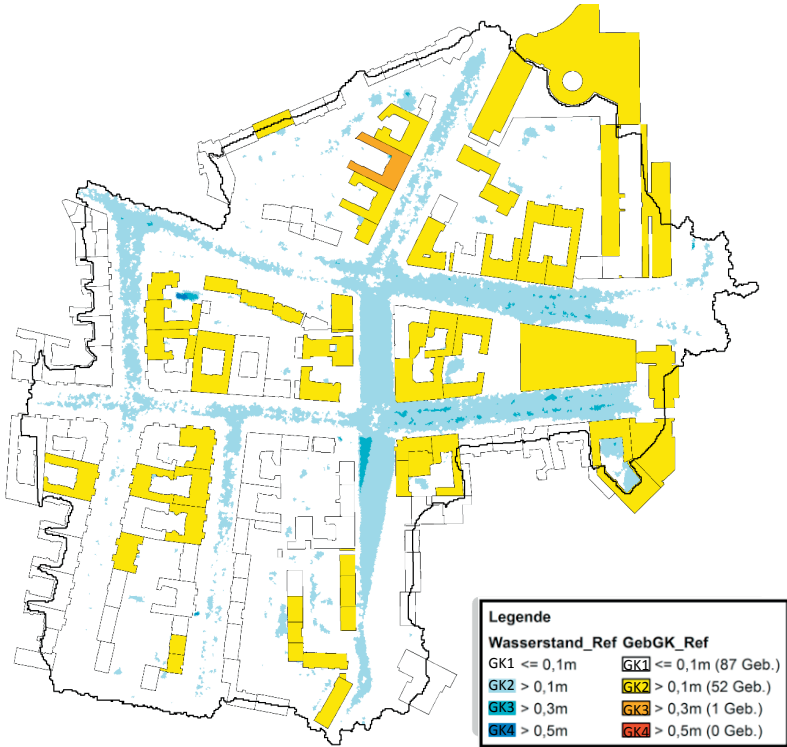 Legende
Wasserstand_Ref GebGK_Ref
GK1 <= 0,1m GK1 <= 0,1m (87 Geb.)
GK2 > 0,1m GK2 > 0,1m (52 Geb.)
GK3 > 0,3m GK3 > 0,3m (1 Geb.)
GK4 > 0,5m GK4 > 0,5m (0 Geb.)